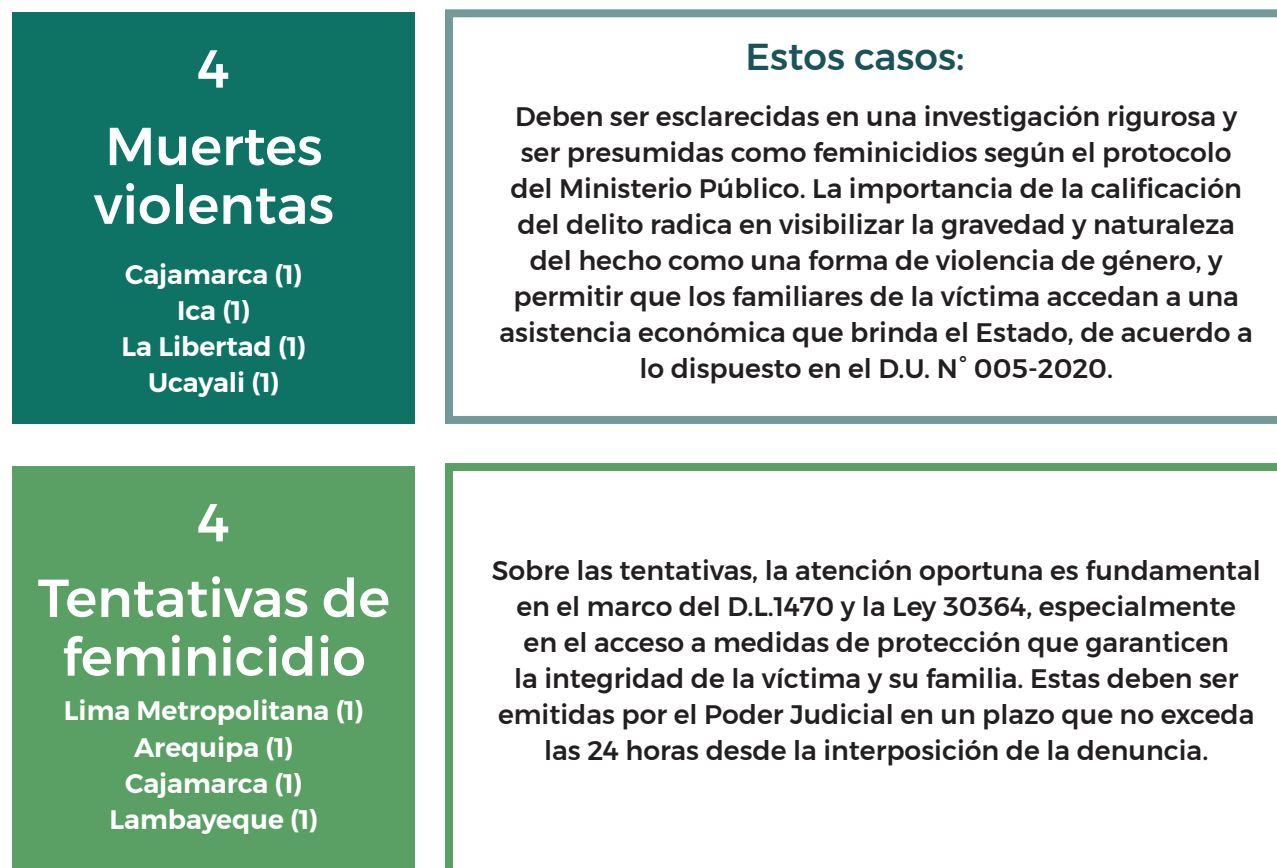 4
Muertes
violentas
Cajamarca (1)
Ica (1)
La Libertad (1)
Ucayali (1)
Estos casos:
Deben ser esclarecidas en una investigación rigurosa y
ser presumidas como feminicidios según el protocolo
del Ministerio Público. La importancia de la calificación
del delito radica en visibilizar la gravedad y naturaleza
del hecho como una forma de violencia de género, y
permitir que los familiares de la víctima accedan a una
asistencia económica que brinda el Estado, de acuerdo a
lo dispuesto en el D.U. N° 005-2020.
4
Tentativas de
feminicidio
Lima Metropolitana (1)
Arequipa (1)
Cajamarca (1)
Lambayeque (1)
Sobre las tentativas, la atención oportuna es fundamental
en el marco del D.L.1470 y la Ley 30364, especialmente
en el acceso a medidas de protección que garanticen
la integridad de la víctima y su familia. Estas deben ser
emitidas por el Poder Judicial en un plazo que no exceda
las 24 horas desde la interposición de la denuncia.